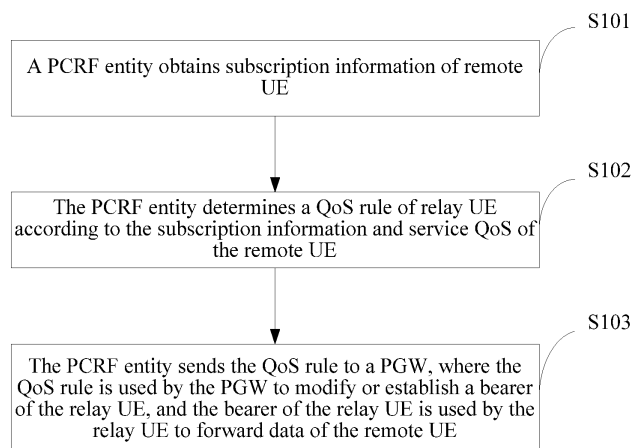 S101
A PCRF entity obtains subscription information of remote
UE
S102
The PCRF entity determines a QoS rule of relay UE
according to the subscription information and service QoS of
the remote UE
S103
The PCRF entity sends the QoS rule to a PGW, where the
QoS rule is used by the PGW to modify or establish a bearer
of the relay UE, and the bearer of the relay UE is used by the
relay UE to forward data of the remote UE